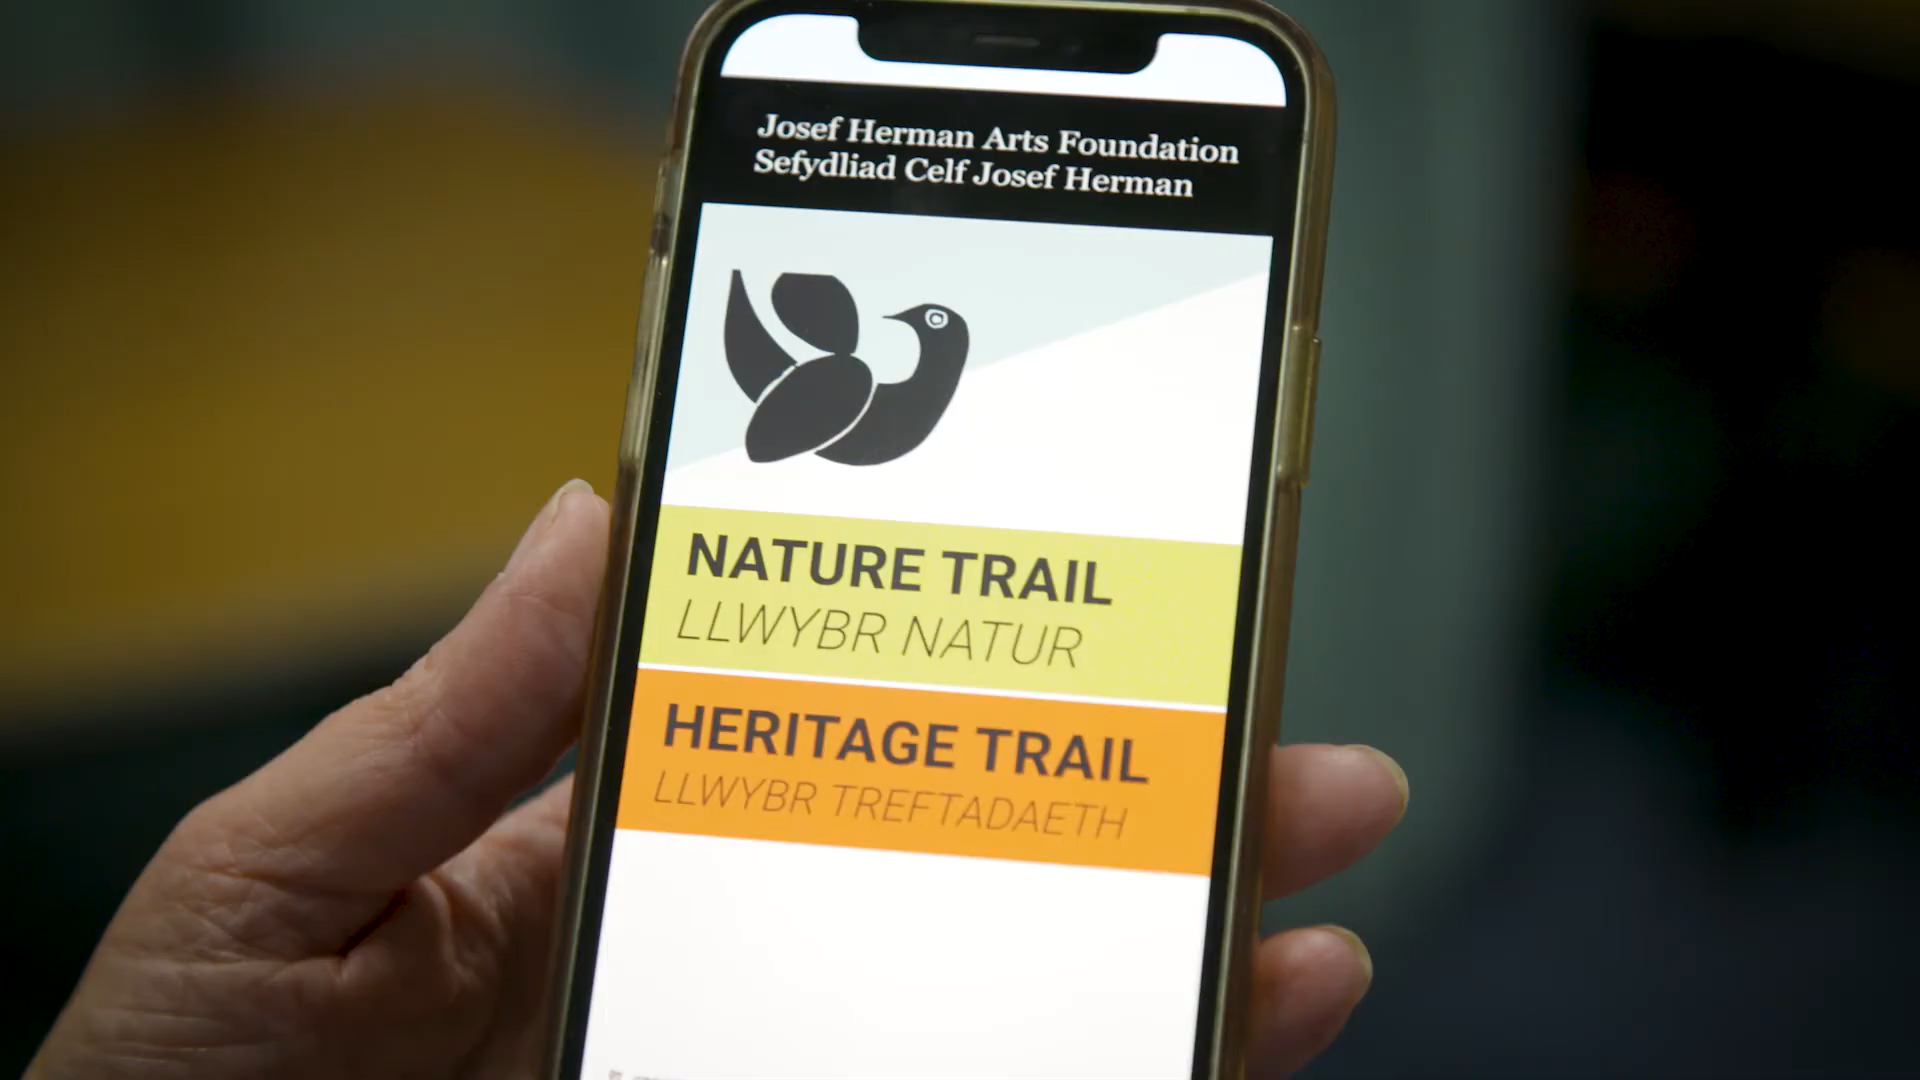 Josef Herman Arts Foundation
Sefydliad Celf Josef Herman
NATURE TRAIL
LLWYBR NATUR
HERITAGE TRAIL
LLWYBR TREFTADAETH